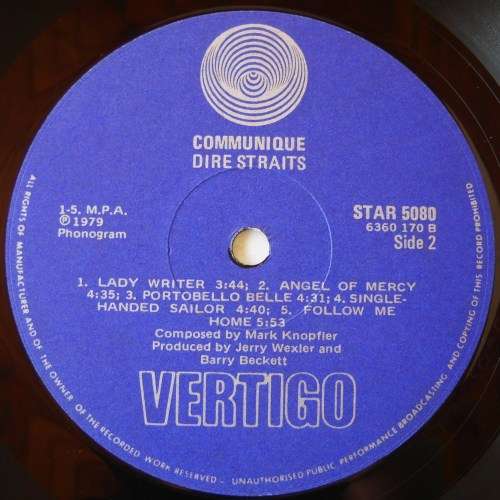 COMMUNIQUE
DIRE STRAITS
1-5. M.P.A.
℗ 1979
Phonogram
STAR 5080
6360 170 B
Side 2
1. LADY WRITER 3:44; 2. ANGEL OF MERCY
4:35; 3. PORTOBELLO BELLE 4:31; 4. SINGLE-
HANDED SAILOR 4:40; 5. FOLLOW ME
HOME 5:53
Composed by Mark Knopfler
Produced by Jerry Wexler and
Barry Beckett
VERTIGO
ALL RIGHTS OF MANUFACTURER AND OF THE OWNER OF THE RECORDED WORK RESERVED - UNAUTHORISED PUBLIC PERFORMANCE BROADCASTING AND COPYING OF THIS RECORD PROHIBITED